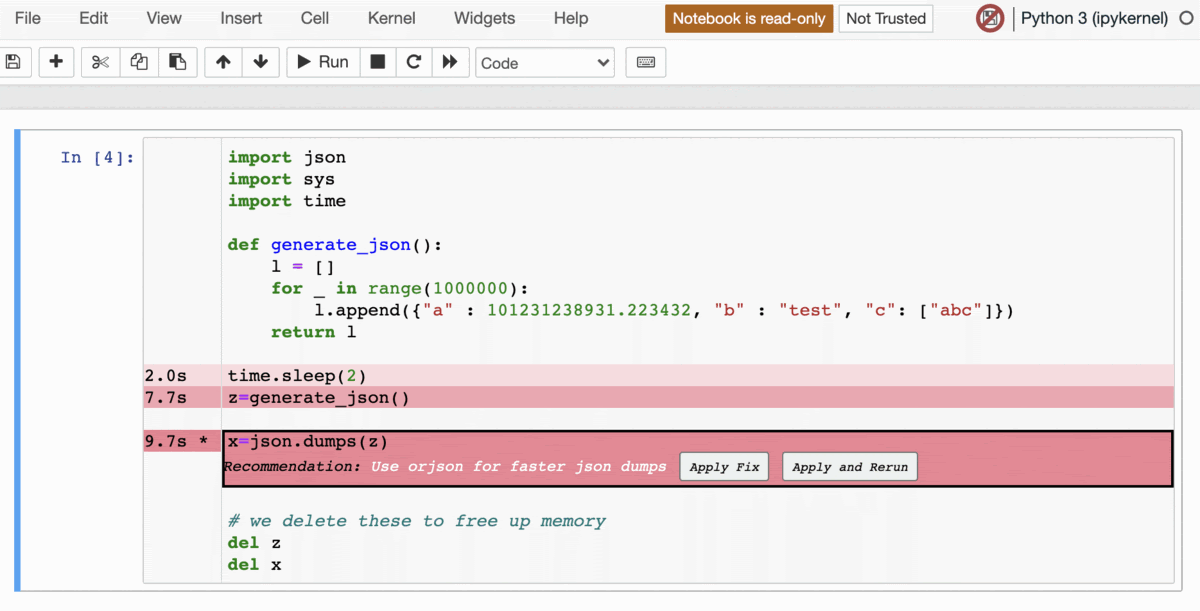 File Edit View Insert Cell Kernel Widgets Help Notebook is read-only Not Trusted Python 3 (ipykernel)
Run Code
In [4]:
import json
import sys
import time
def generate_json():
    l = []
    for _ in range(1000000):
        l.append({"a" : 101231238931.223432, "b" : "test", "c": ["abc"]})
    return l
2.0s time.sleep(2)
7.7s z=generate_json()
9.7s * x=json.dumps(z)
Recommendation: Use orjson for faster json dumps Apply Fix Apply and Rerun
# we delete these to free up memory
del z
del x